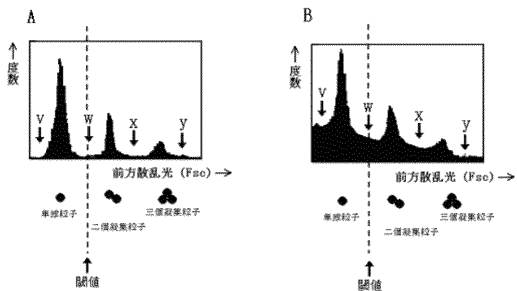 A
↑度数
v
w
x
y
前方散乱光 (Fsc) →
単独粒子
二個凝集粒子
三個凝集粒子
閾値
B
↑度数
v
w
x
y
前方散乱光 (Fsc) →
単独粒子
二個凝集粒子
三個凝集粒子
閾値